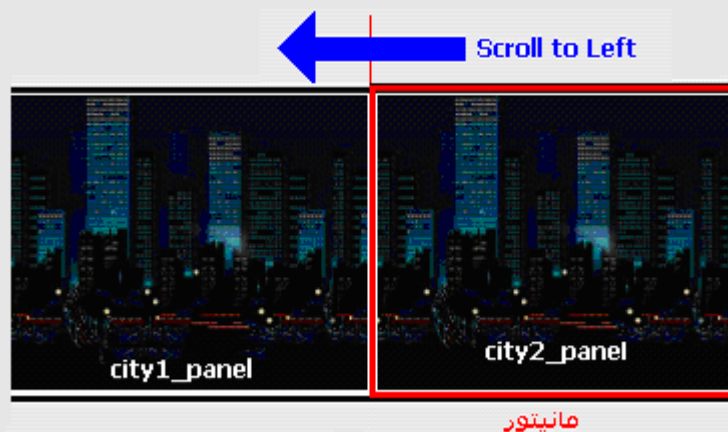 Scroll to Left
city1_panel
city2_panel
مانیتور